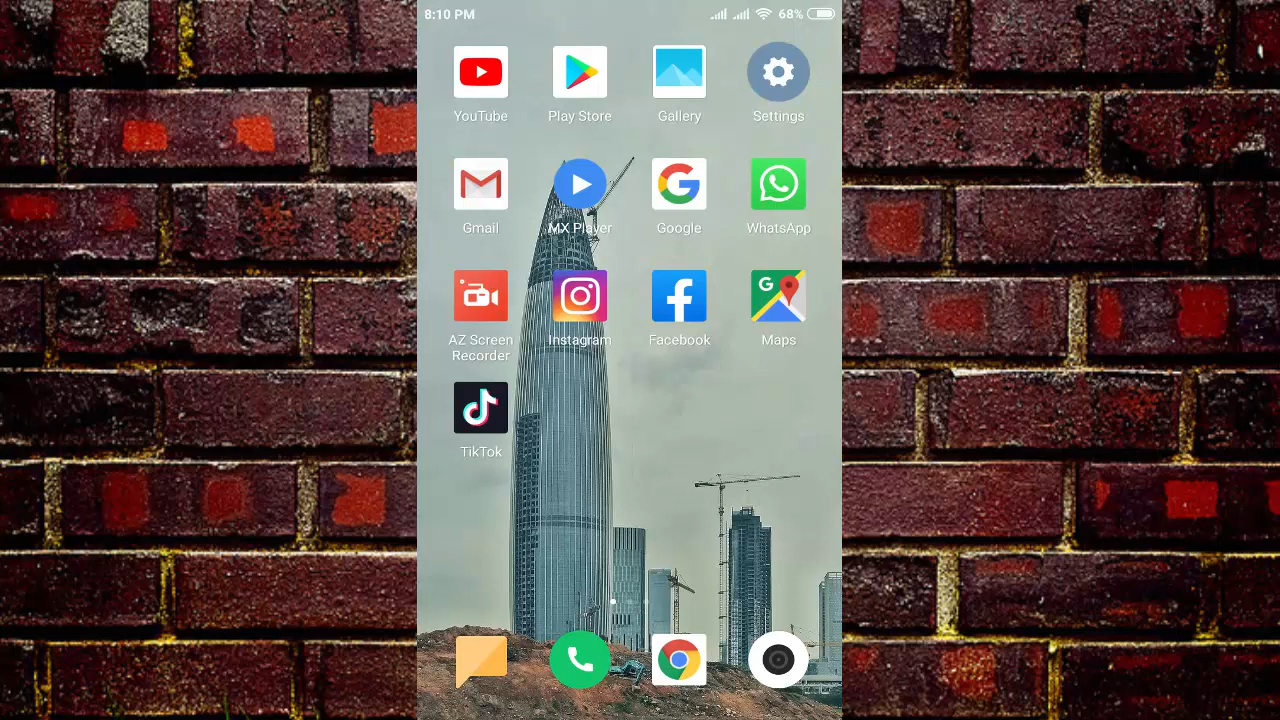 8:10 PM 68%
YouTube Play Store Gallery Settings
Gmail MX Player Google WhatsApp
AZ Screen Recorder Instagram Facebook Maps
TikTok